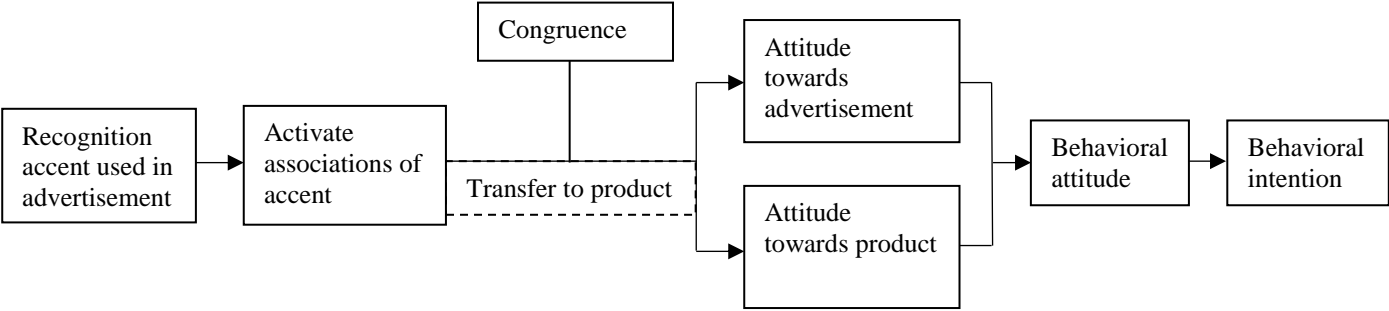 Congruence
Attitude
towards
advertisement
Recognition
accent used in
advertisement
Activate
associations of
accent
Transfer to product
Attitude
towards product
Behavioral
attitude
Behavioral
intention